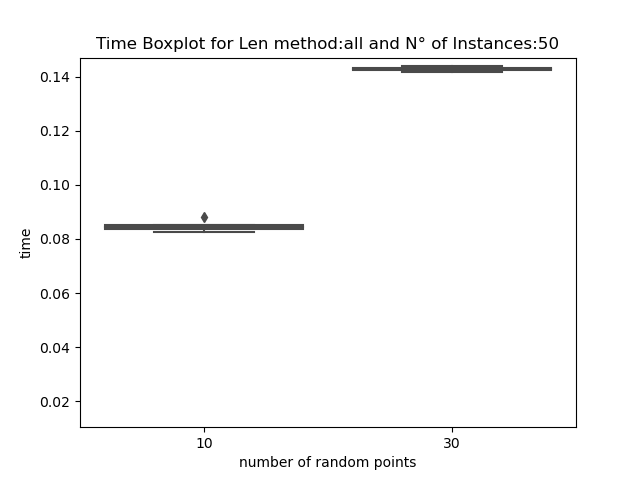 Time Boxplot for Len method:all and N° of Instances:50
0.14
0.12
0.10
0.08
0.06
0.04
0.02
time
10 30
number of random points